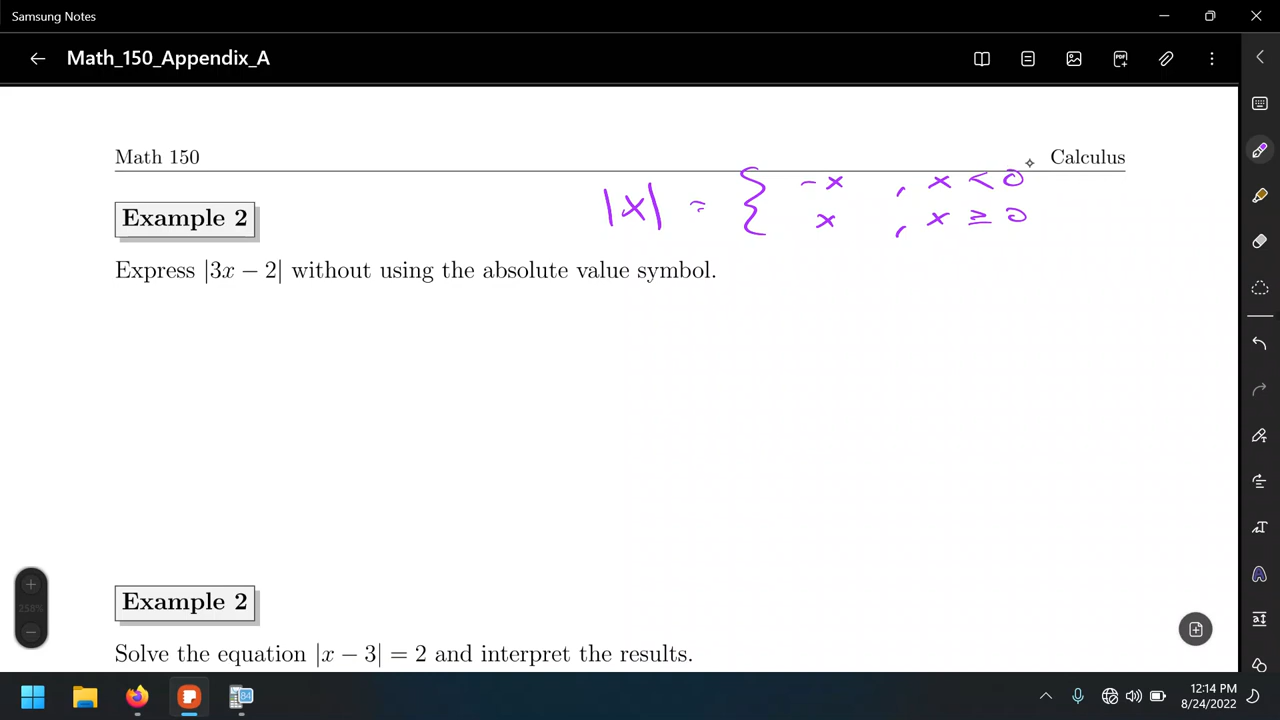 Samsung Notes
Math_150_Appendix_A
Math 150 Calculus
|x| = { -x , x < 0
x , x ≥ 0
Example 2
Express |3x − 2| without using the absolute value symbol.
Example 2
Solve the equation |x − 3| = 2 and interpret the results.
84
12:14 PM
8/24/2022